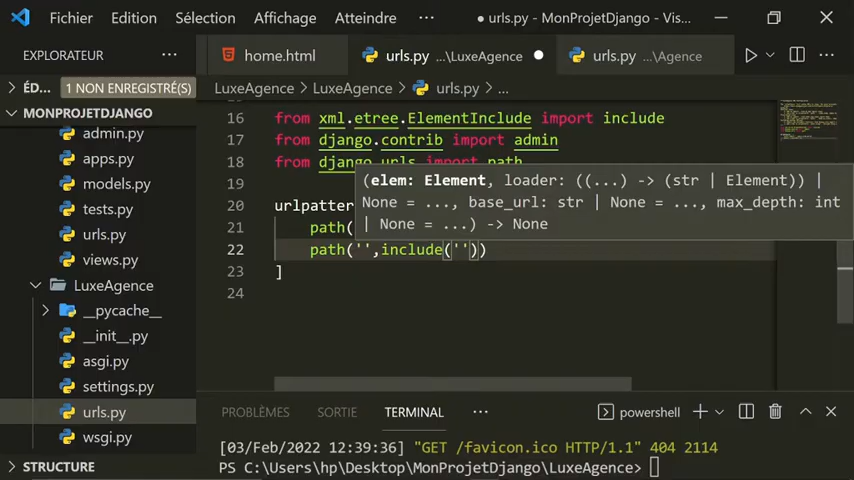 Fichier Édition Sélection Affichage Atteindre ··· ● urls.py - MonProjetDjango - Vis...
EXPLORATEUR ··· home.html urls.py ...\LuxeAgence urls.py ...\Agence
ÉD... 1 NON ENREGISTRÉ(S) LuxeAgence > LuxeAgence > urls.py > ...
MONPROJETDJANGO
admin.py
apps.py
models.py
tests.py
urls.py
views.py
LuxeAgence
__pycache__
__init__.py
asgi.py
settings.py
urls.py
wsgi.py
STRUCTURE
16 from xml.etree.ElementInclude import include
17 from django.contrib import admin
18 from django.urls import path
19
(elem: Element, loader: ((...) -> (str | Element)) |
None = ..., base_url: str | None = ..., max_depth: int
| None = ...) -> None
20 urlpatter
21 path(
22 path('',include(''))
23 ]
24
PROBLÈMES SORTIE TERMINAL ··· powershell
[03/Feb/2022 12:39:36] "GET /favicon.ico HTTP/1.1" 404 2114
PS C:\Users\hp\Desktop\MonProjetDjango\LuxeAgence>